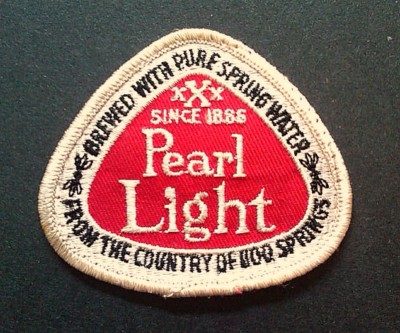 BREWED WITH PURE SPRING WATER
xXx
SINCE 1886
Pearl
Light
FROM THE COUNTRY OF 1100 SPRINGS